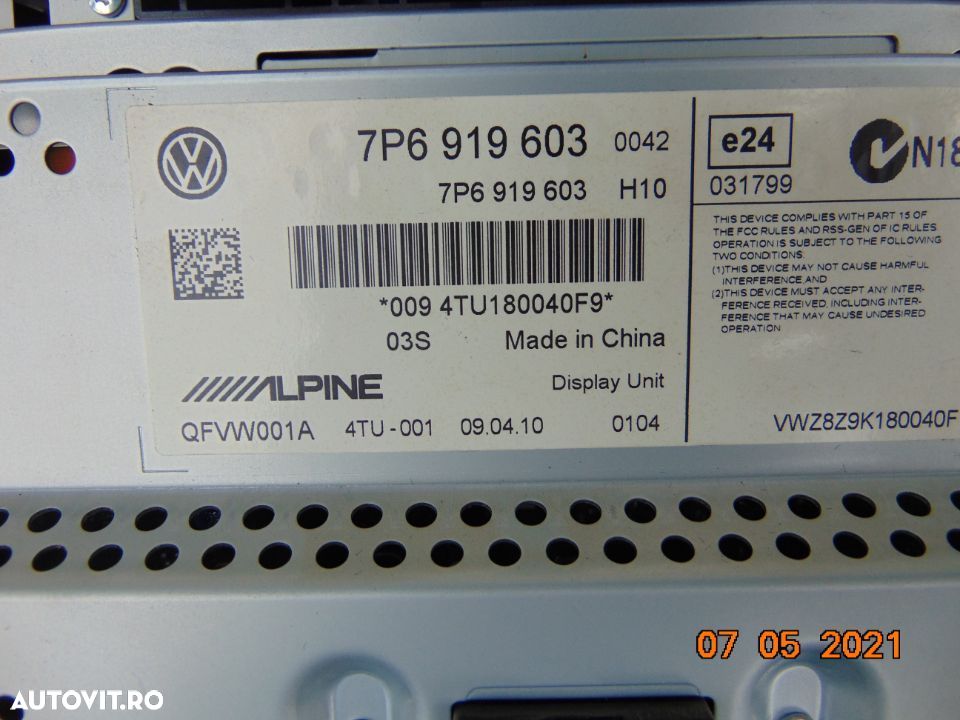 7P6 919 603 0042
7P6 919 603 H10
*009 4TU180040F9*
03S Made in China
ALPINE Display Unit
QFVW001A 4TU-001 09.04.10 0104
e24
031799
N18
THIS DEVICE COMPLIES WITH PART 15 OF
THE FCC RULES AND RSS-GEN OF IC RULES
OPERATION IS SUBJECT TO THE FOLLOWING
TWO CONDITIONS.
(1)THIS DEVICE MAY NOT CAUSE HARMFUL
INTERFERENCE,AND
(2)THIS DEVICE MUST ACCEPT ANY INTER-
FERENCE RECEIVED, INCLUDING INTER-
FERENCE THAT MAY CAUSE UNDESIRED
OPERATION
VWZ8Z9K180040F
07 05 2021
AUTOVIT.RO